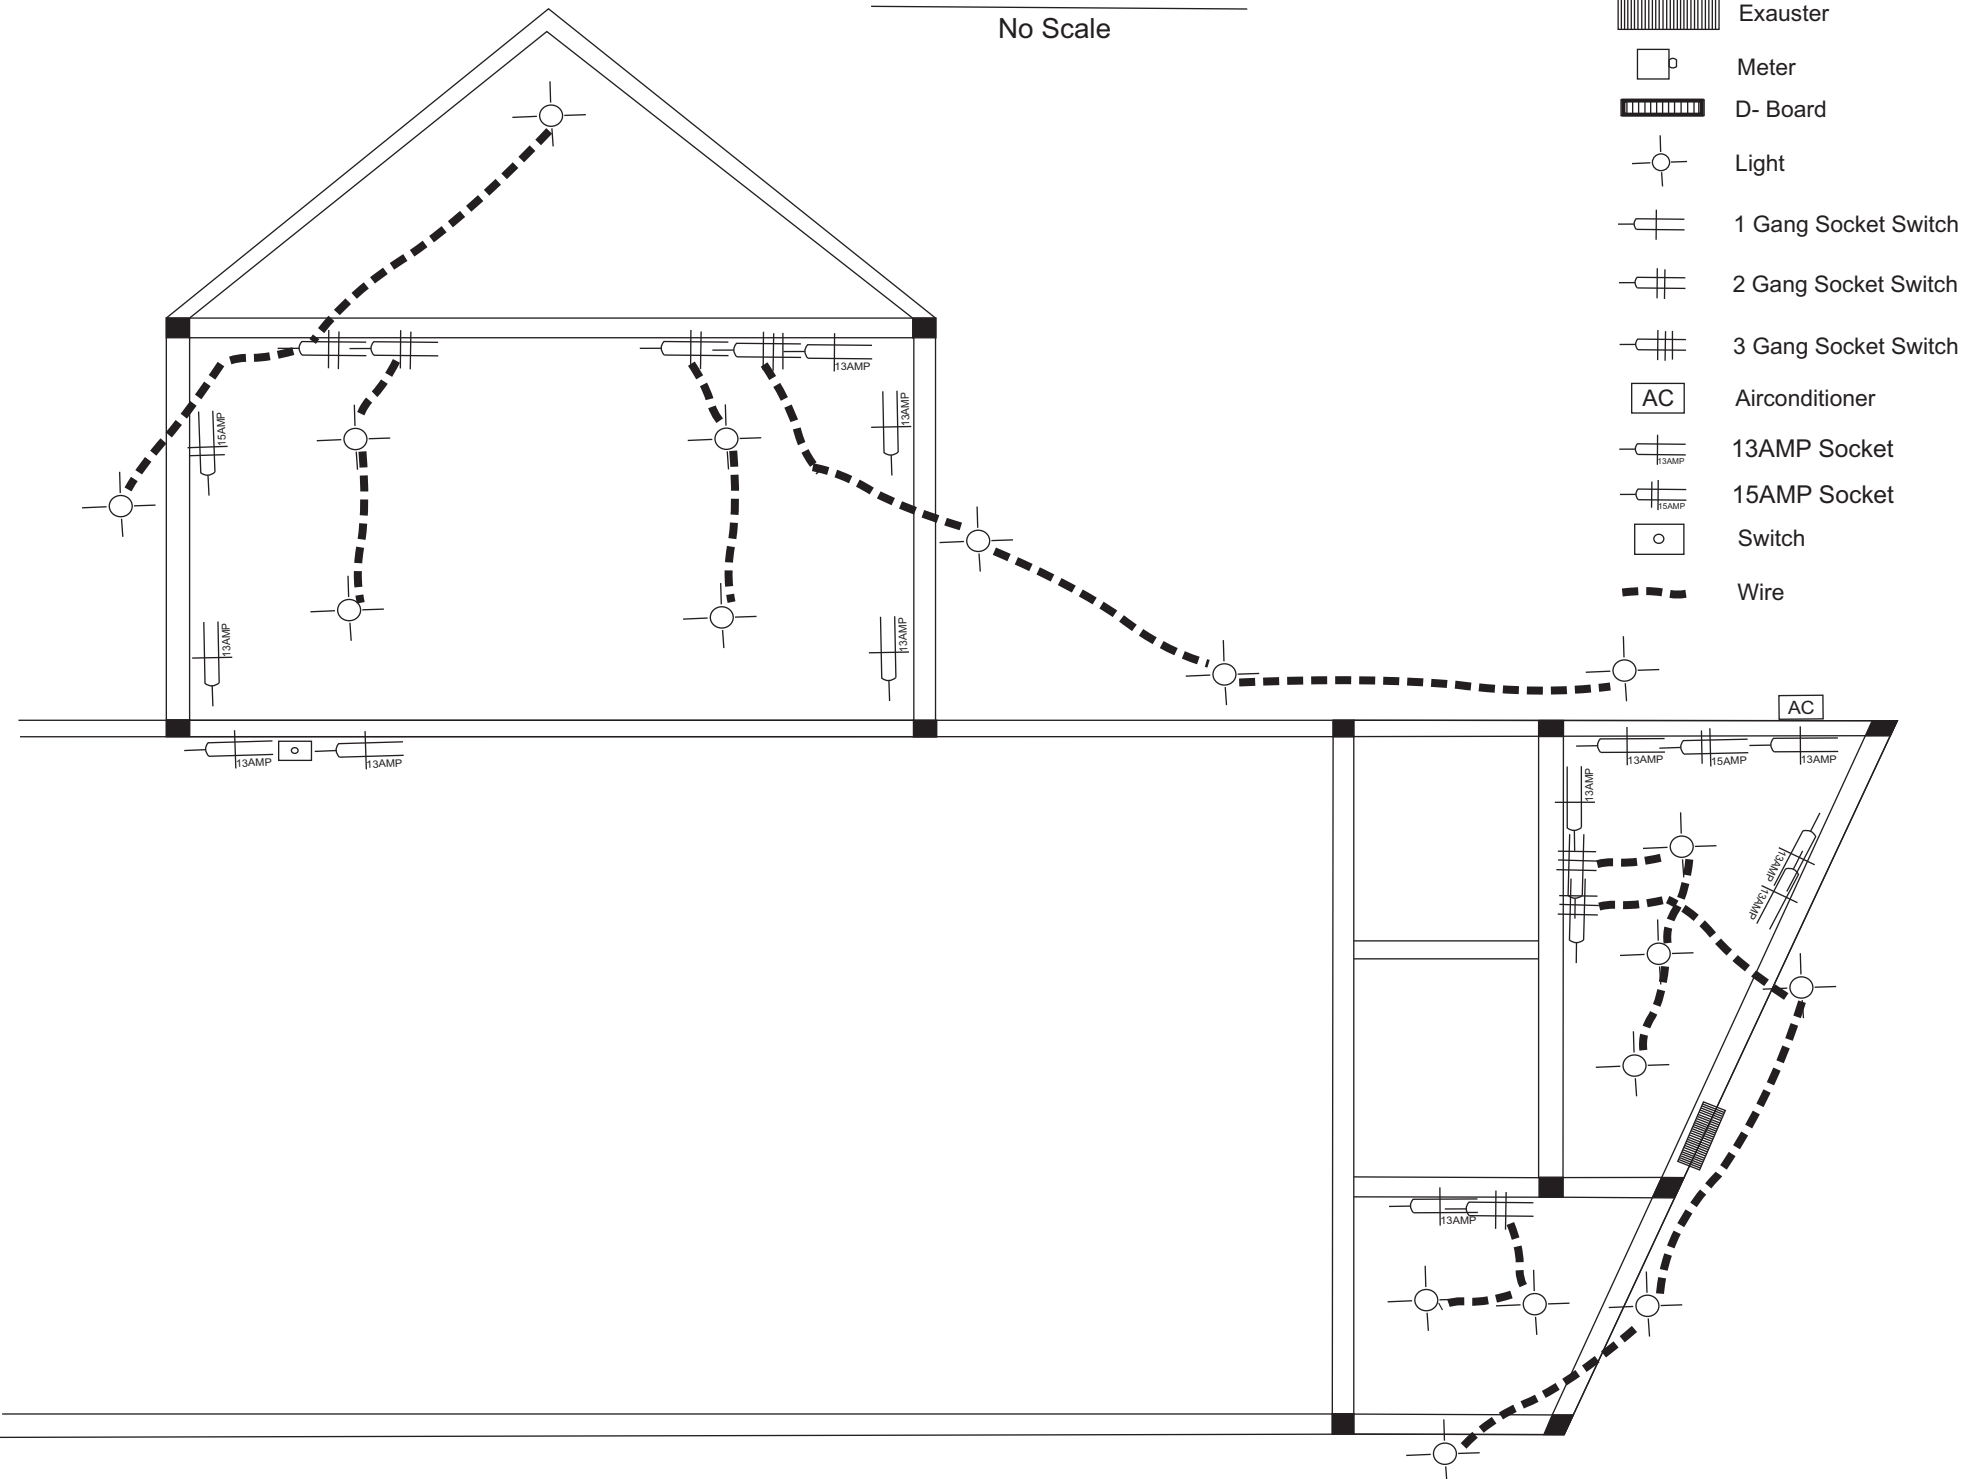 No Scale
Exauster
Meter
D- Board
Light
1 Gang Socket Switch
2 Gang Socket Switch
3 Gang Socket Switch
AC
Airconditioner
13AMP
13AMP Socket
15AMP
15AMP Socket
Switch
Wire
13AMP
15AMP
13AMP
13AMP
13AMP
13AMP
13AMP
AC
13AMP
15AMP
13AMP
13AMP
13AMP
13AMP
13AMP